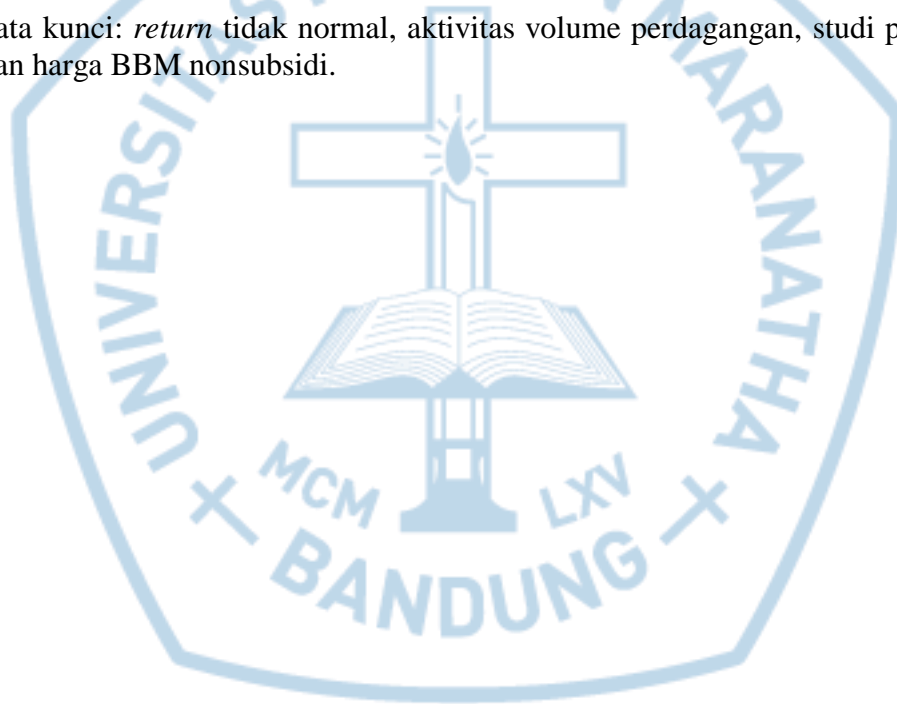 ata kunci: return tidak normal, aktivitas volume perdagangan, studi p
an harga BBM nonsubsidi.
UNIVERSITAS
MARANATHA
MCM LXV
BANDUNG